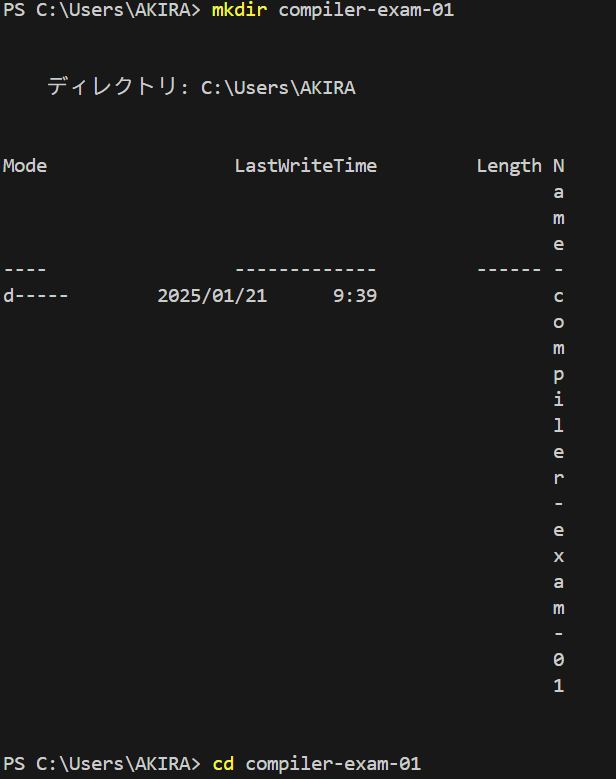 PS C:\Users\AKIRA> mkdir compiler-exam-01
ディレクトリ: C:\Users\AKIRA
Mode                 LastWriteTime         Length N
a
m
e
----                 -------------         ------ -
d-----        2025/01/21      9:39                c
o
m
p
i
l
e
r
-
e
x
a
m
-
0
1
PS C:\Users\AKIRA> cd compiler-exam-01